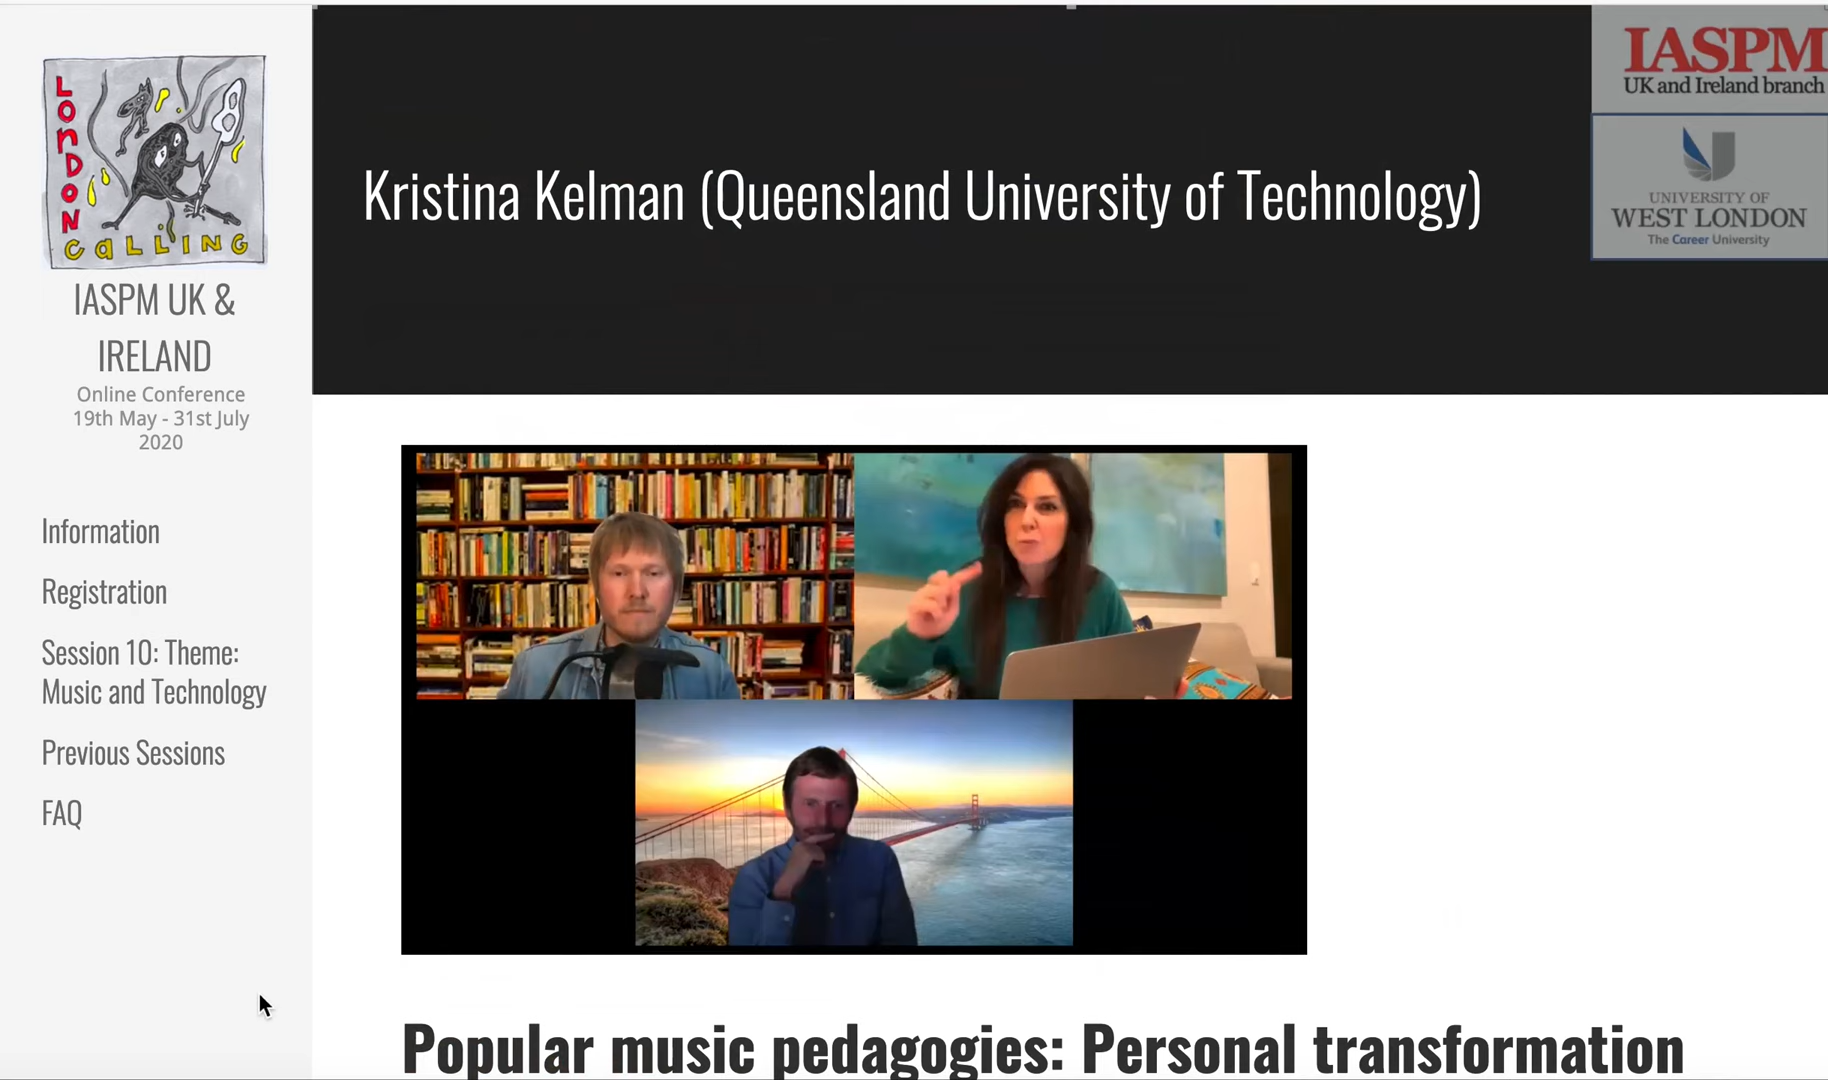 LONDON
CALLING
IASPM UK &
IRELAND
Online Conference
19th May - 31st July
2020
Information
Registration
Session 10: Theme:
Music and Technology
Previous Sessions
FAQ
Kristina Kelman (Queensland University of Technology)
IASPM
UK and Ireland branch
UNIVERSITY OF
WEST LONDON
The Career University
Popular music pedagogies: Personal transformation